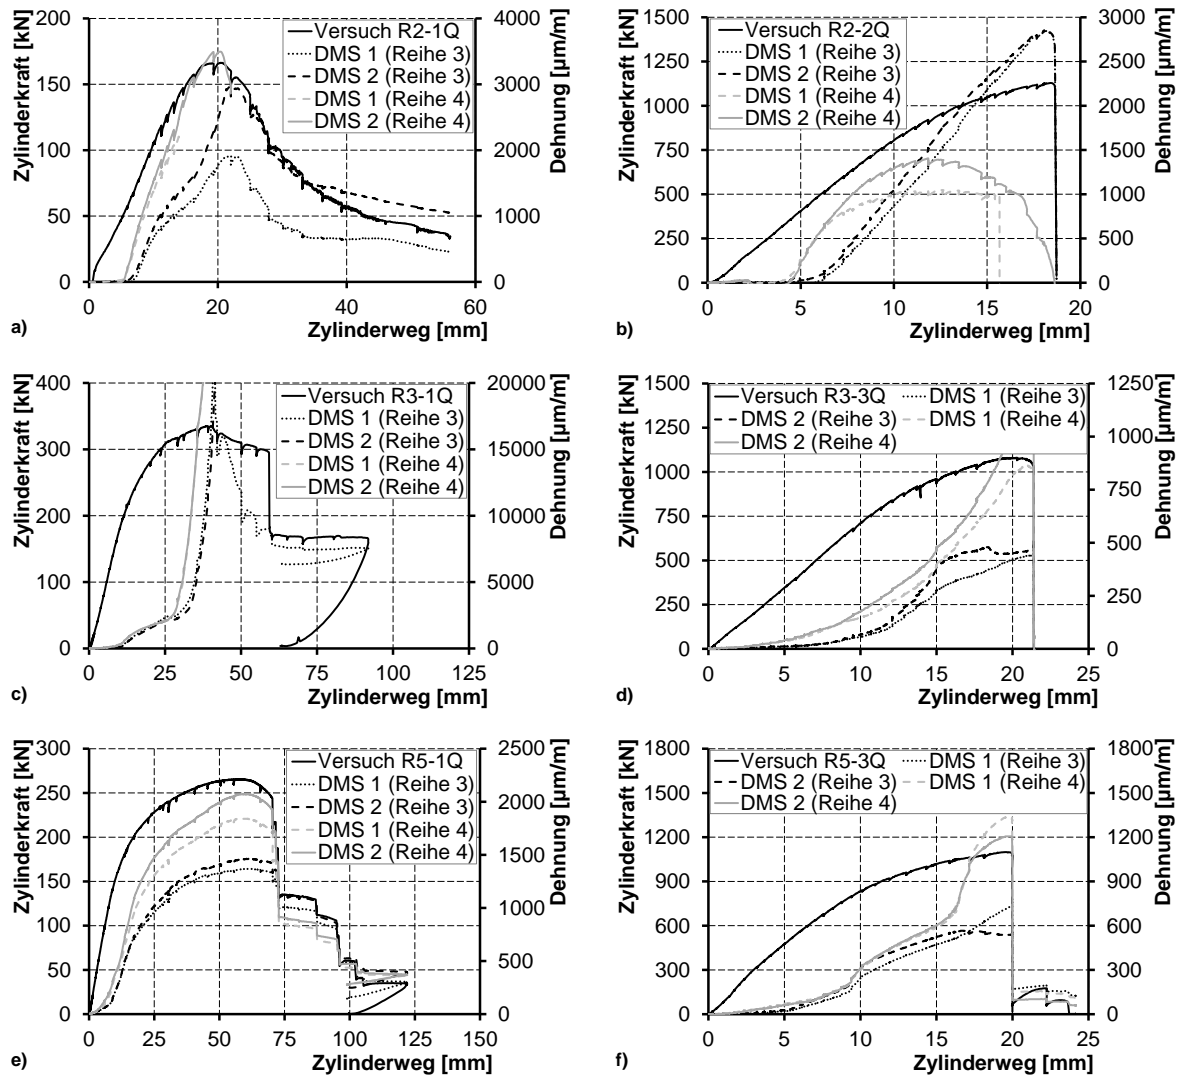 Zylinderkraft [kN]
200
150
100
50
0
Versuch R2-1Q
DMS 1 (Reihe 3)
DMS 2 (Reihe 3)
DMS 1 (Reihe 4)
DMS 2 (Reihe 4)
4000
3000
2000
1000
0
Dehnung [µm/m]
0 20 40 60
a)
Zylinderweg [mm]
Zylinderkraft [kN]
1500
1250
1000
750
500
250
0
Versuch R2-2Q
DMS 1 (Reihe 3)
DMS 2 (Reihe 3)
DMS 1 (Reihe 4)
DMS 2 (Reihe 4)
3000
2500
2000
1500
1000
500
0
Dehnung [µm/m]
0 5 10 15 20
b)
Zylinderweg [mm]
Zylinderkraft [kN]
400
300
200
100
0
Versuch R3-1Q
DMS 1 (Reihe 3)
DMS 2 (Reihe 3)
DMS 1 (Reihe 4)
DMS 2 (Reihe 4)
20000
15000
10000
5000
0
Dehnung [µm/m]
0 25 50 75 100 125
c)
Zylinderweg [mm]
Zylinderkraft [kN]
1500
1250
1000
750
500
250
0
Versuch R3-3Q
DMS 1 (Reihe 3)
DMS 2 (Reihe 3)
DMS 1 (Reihe 4)
DMS 2 (Reihe 4)
1250
1000
750
500
250
0
Dehnung [µm/m]
0 5 10 15 20 25
d)
Zylinderweg [mm]
Zylinderkraft [kN]
300
250
200
150
100
50
0
Versuch R5-1Q
DMS 1 (Reihe 3)
DMS 2 (Reihe 3)
DMS 1 (Reihe 4)
DMS 2 (Reihe 4)
2500
2000
1500
1000
500
0
Dehnung [µm/m]
0 25 50 75 100 125 150
e)
Zylinderweg [mm]
Zylinderkraft [kN]
1800
1500
1200
900
600
300
0
Versuch R5-3Q
DMS 1 (Reihe 3)
DMS 2 (Reihe 3)
DMS 1 (Reihe 4)
DMS 2 (Reihe 4)
1800
1500
1200
900
600
300
0
Dehnung [µm/m]
0 5 10 15 20 25
f)
Zylinderweg [mm]